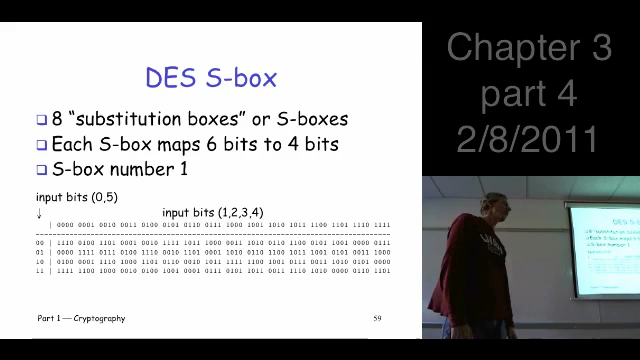 Chapter 3
part 4
2/8/2011
DES S-box
8 “substitution boxes” or S-boxes
Each S-box maps 6 bits to 4 bits
S-box number 1
input bits (0,5)
↓ input bits (1,2,3,4)
| 0000 0001 0010 0011 0100 0101 0110 0111 1000 1001 1010 1011 1100 1101 1110 1111
00 | 1110 0100 1101 0001 0010 1111 1011 1000 0011 1010 0110 1100 0101 1001 0000 0111
01 | 0000 1111 0111 0100 1110 0010 1101 0001 1010 0110 1100 1011 1001 0101 0011 1000
10 | 0100 0001 1110 1000 1101 0110 0010 1011 1111 1100 1001 0111 0011 1010 0101 0000
11 | 1111 1100 1000 0010 0100 1001 0001 0111 0101 1011 0011 1110 1010 0000 0110 1101
Part 1 — Cryptography 59